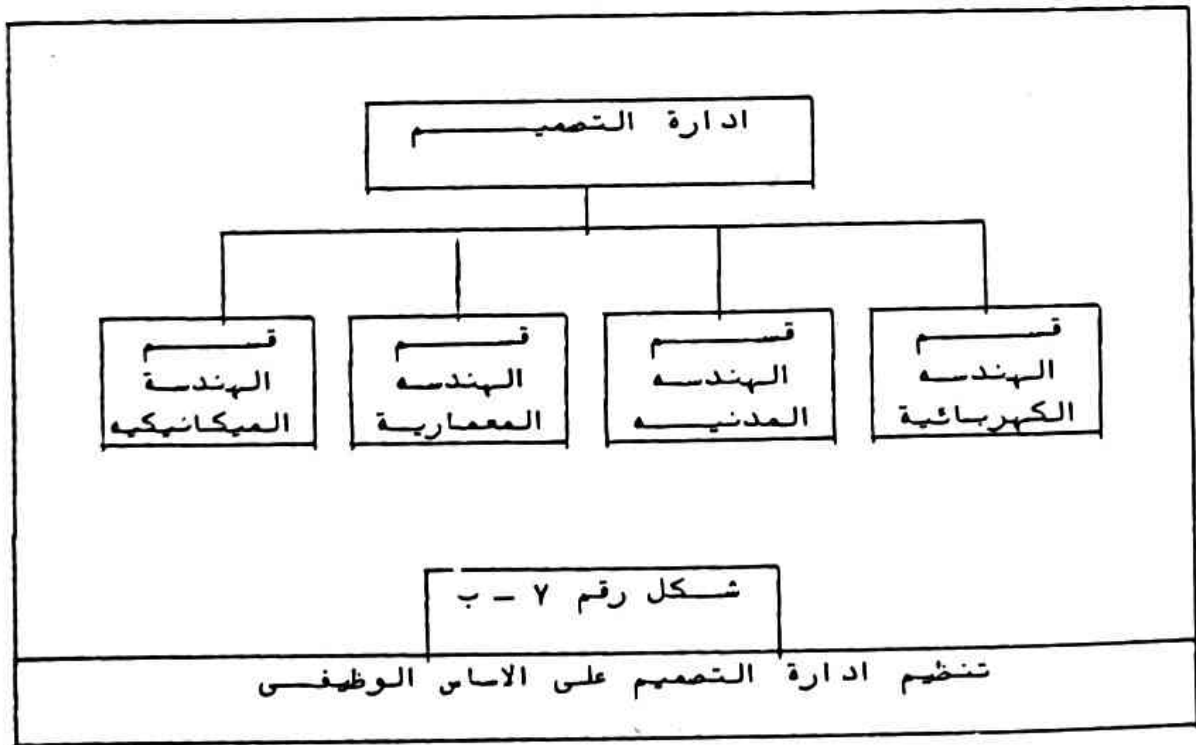 ادارة التصميم
قسم
الهندسه
الكهربائية
قسم
الهندسه
المدنيه
قسم
الهندسه
المعمارية
قسم
الهندسة
الميكانيكيه
شكل رقم ٧ - ب
تنظيم ادارة التصميم على الاساس الوظيفى